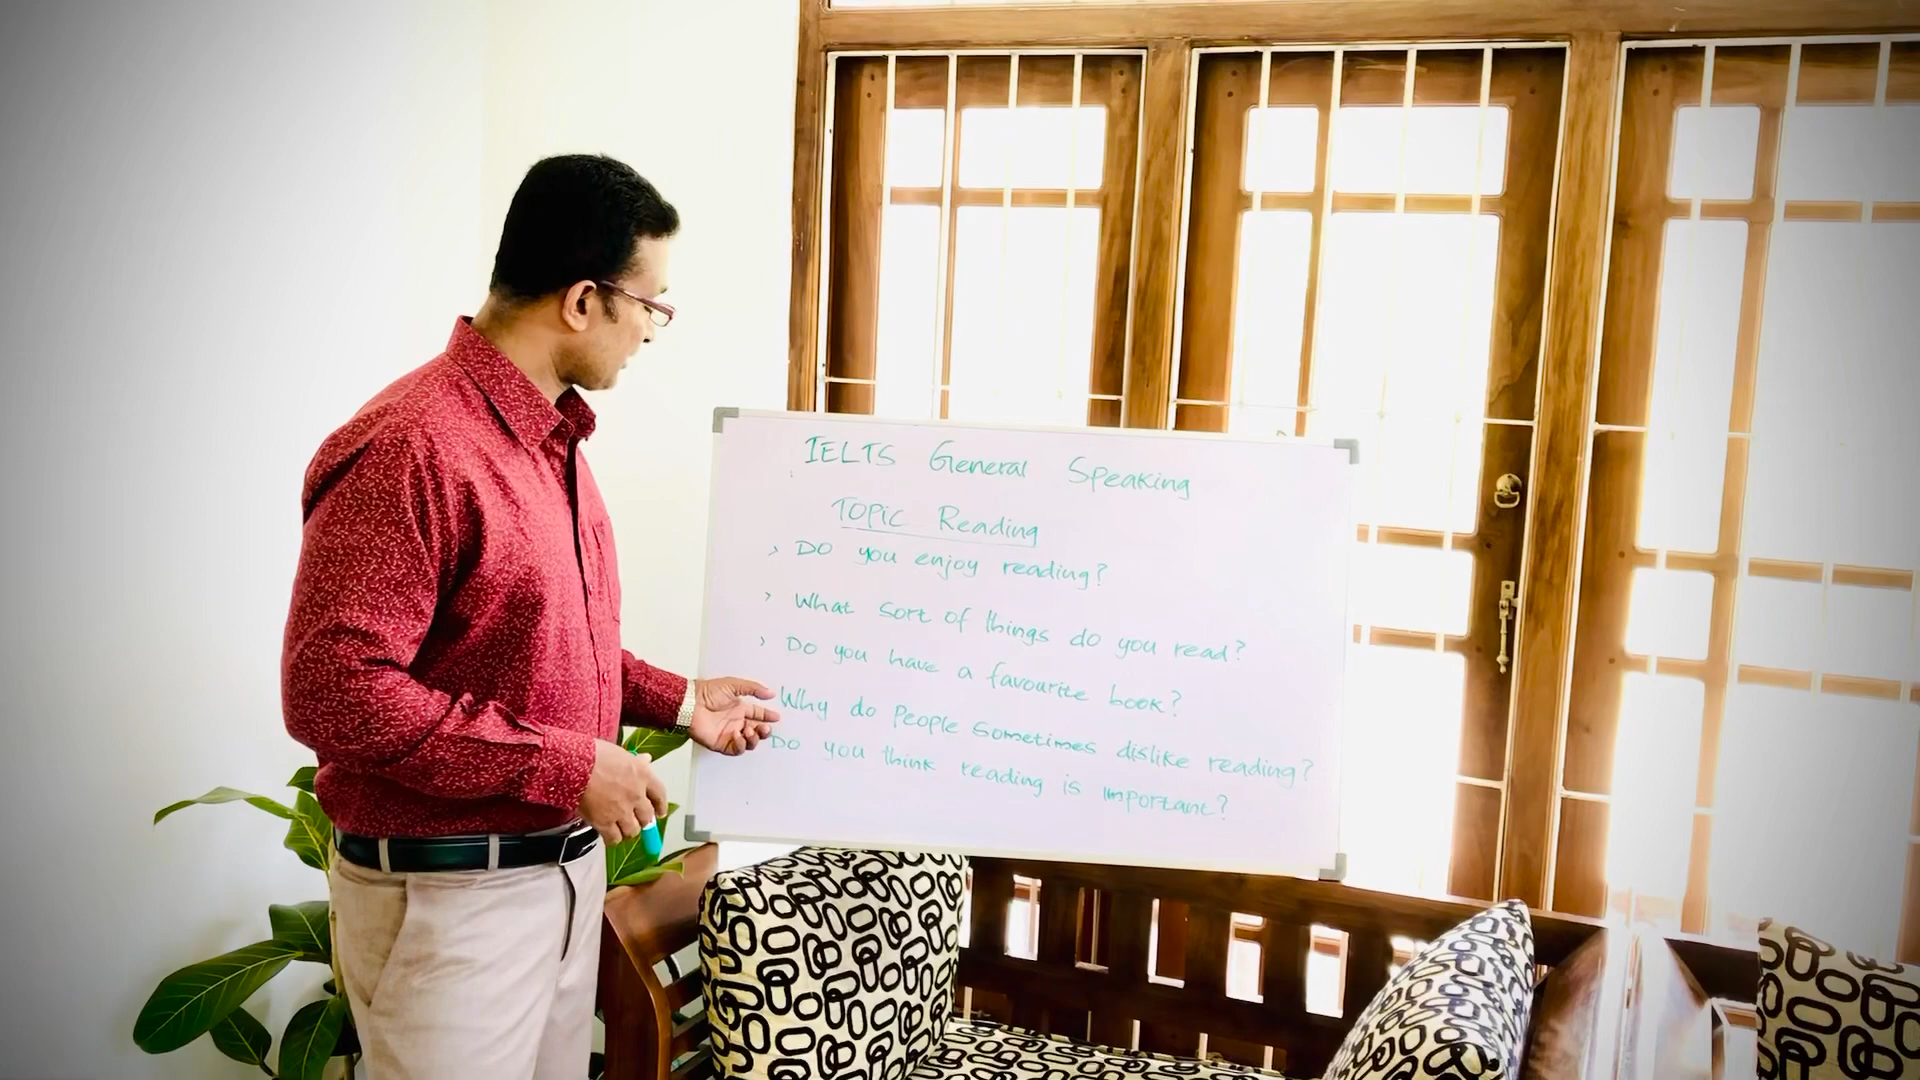 IELTS General Speaking
Topic Reading
> Do you enjoy reading?
> What sort of things do you read?
> Do you have a favourite book?
Why do people sometimes dislike reading?
Do you think reading is important?